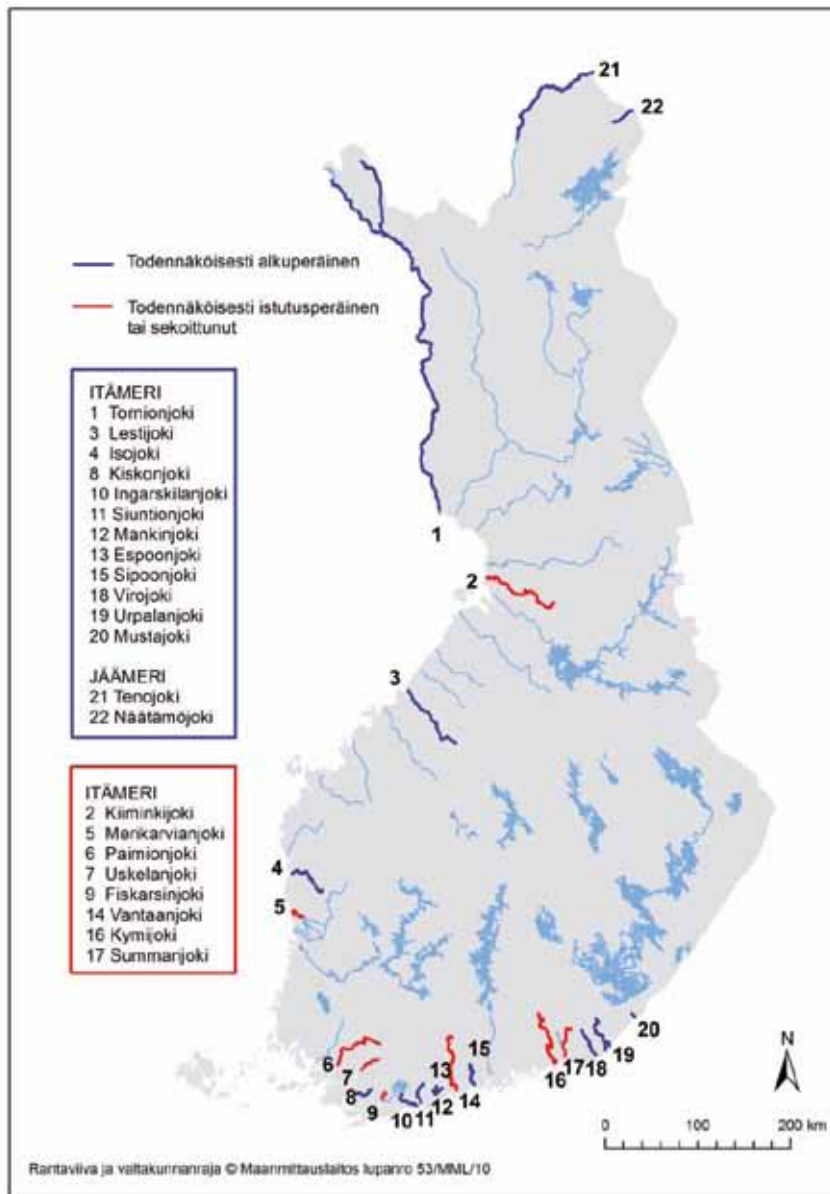 21
22
Todennäköisesti alkuperäinen
Todennäköisesti istutusperäinen
tai sekoittunut
ITÄMERI
1 Tornionjoki
3 Lestijoki
4 Isojoki
8 Kiskonjoki
10 Ingarskilanjoki
11 Siuntionjoki
12 Mankinjoki
13 Espoonjoki
15 Sipoonjoki
18 Virojoki
19 Urpalanjoki
20 Mustajoki
JÄÄMERI
21 Tenojoki
22 Näätämöjoki
ITÄMERI
2 Kiiminkijoki
5 Merikarvianjoki
6 Paimionjoki
7 Uskelanjoki
9 Fiskarsinjoki
14 Vantaanjoki
16 Kymijoki
17 Summanjoki
1
2
3
4
5
6
7
8
9
10
11
12
13
14
15
16
17
18
19
20
N
0 100 200 km
Rantaviiva ja valtakunnanraja © Maanmittauslaitos lupanro 53/MML/10